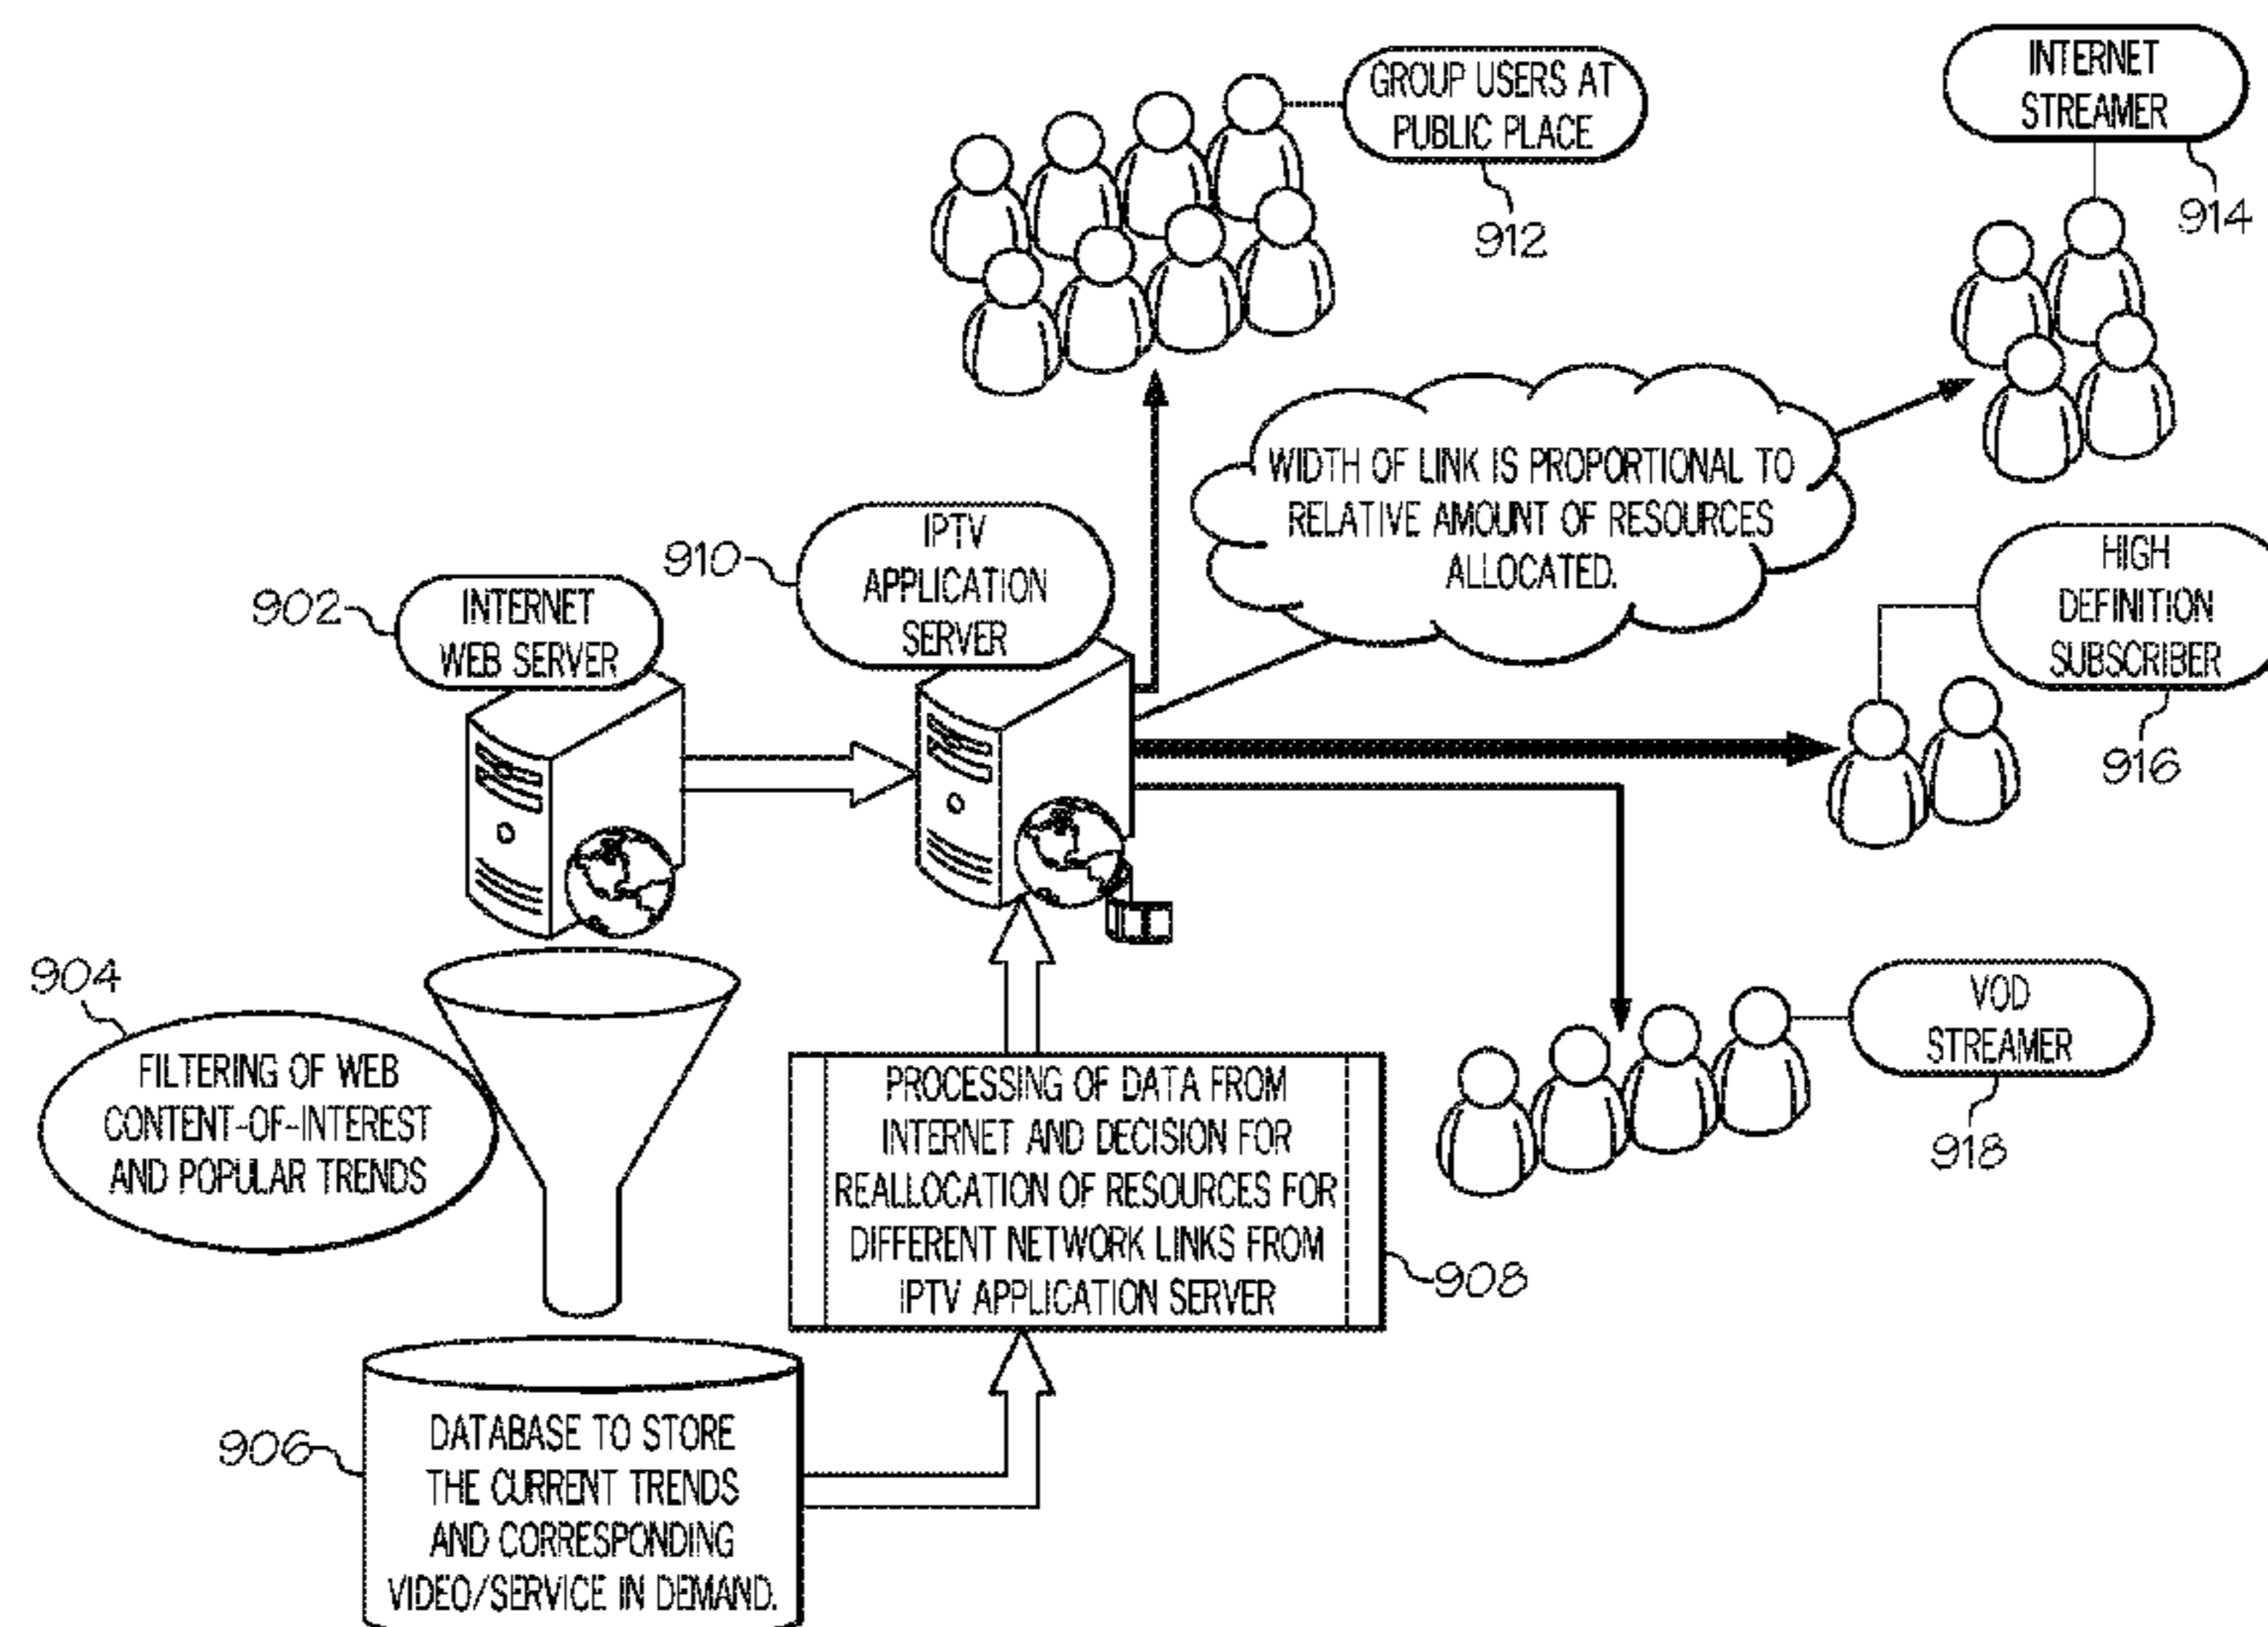 GROUP USERS AT
PUBLIC PLACE
912
INTERNET
STREAMER
914
WIDTH OF LINK IS PROPORTIONAL TO
RELATIVE AMOUNT OF RESOURCES
ALLOCATED.
910
IPTV
APPLICATION
SERVER
902
INTERNET
WEB SERVER
HIGH
DEFINITION
SUBSCRIBER
916
904
FILTERING OF WEB
CONTENT-OF-INTEREST
AND POPULAR TRENDS
PROCESSING OF DATA FROM
INTERNET AND DECISION FOR
REALLOCATION OF RESOURCES FOR
DIFFERENT NETWORK LINKS FROM
IPTV APPLICATION SERVER
908
VOD
STREAMER
918
906
DATABASE TO STORE
THE CURRENT TRENDS
AND CORRESPONDING
VIDEO/SERVICE IN DEMAND.